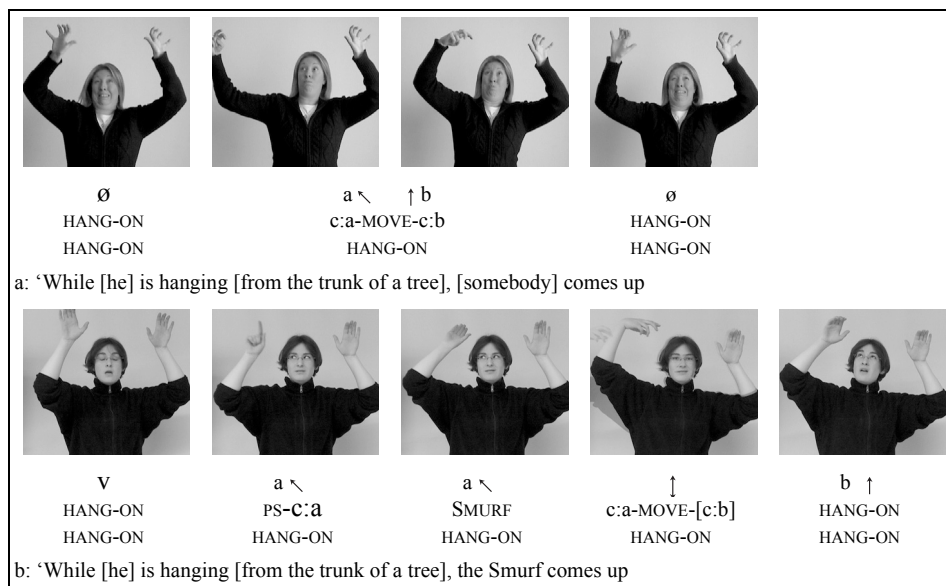 ø a ↖ ↑ b ø
HANG-ON c:a-MOVE-c:b HANG-ON
HANG-ON HANG-ON HANG-ON
a: ‘While [he] is hanging [from the trunk of a tree], [somebody] comes up
v a ↖ a ↖ ↕ b ↑
HANG-ON PS-c:a SMURF c:a-MOVE-[c:b] HANG-ON
HANG-ON HANG-ON HANG-ON HANG-ON HANG-ON
b: ‘While [he] is hanging [from the trunk of a tree], the Smurf comes up